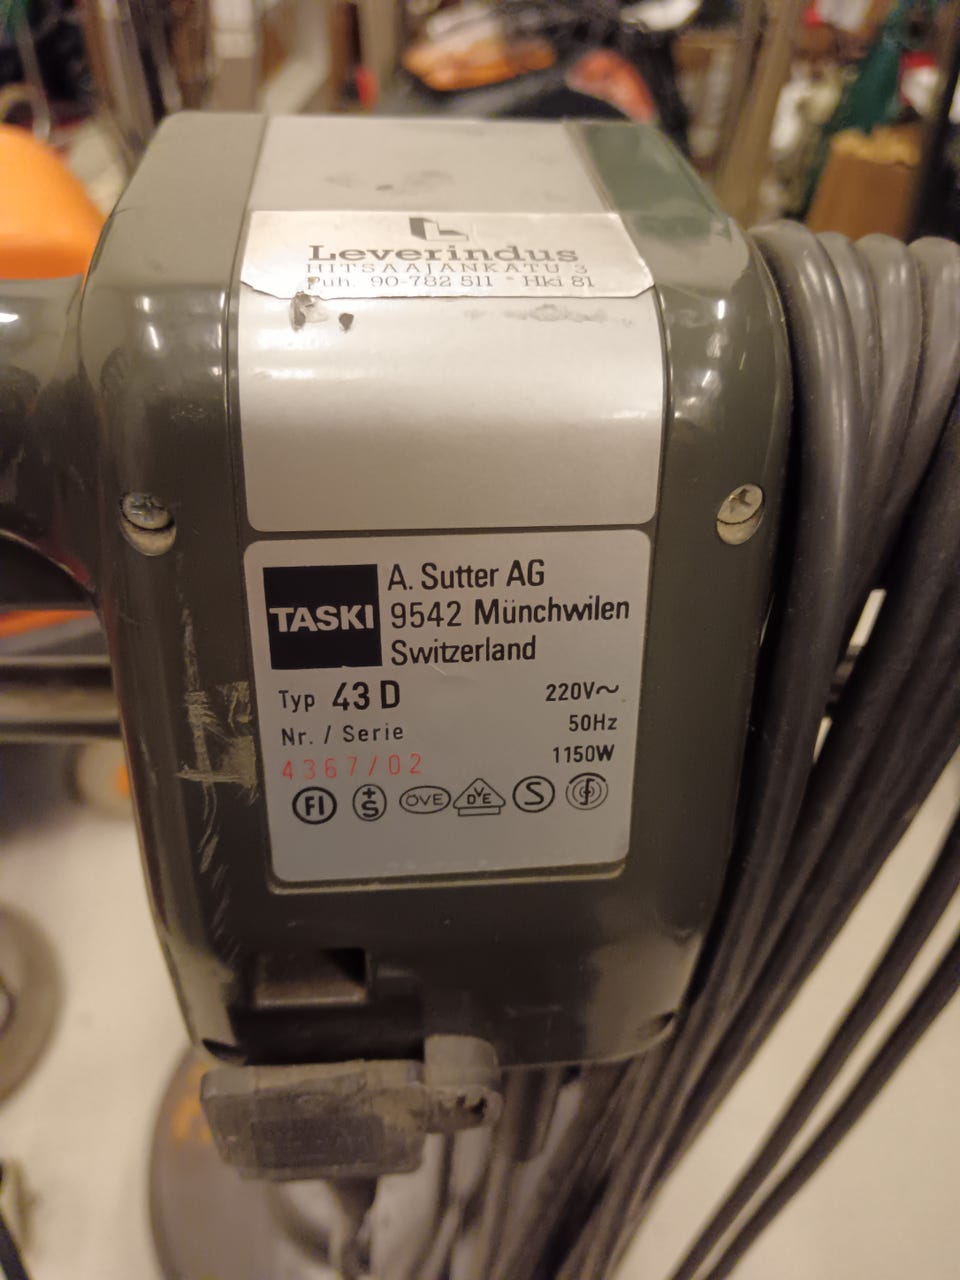 Leverindus
HITSAAJANKATU 3
Puh. 90-782 511 - Hki 81
TASKI
A. Sutter AG
9542 Münchwilen
Switzerland
Typ 43 D
220V~
Nr. / Serie
50Hz
4367/02
1150W
FI
+S
ÖVE
DVE
S